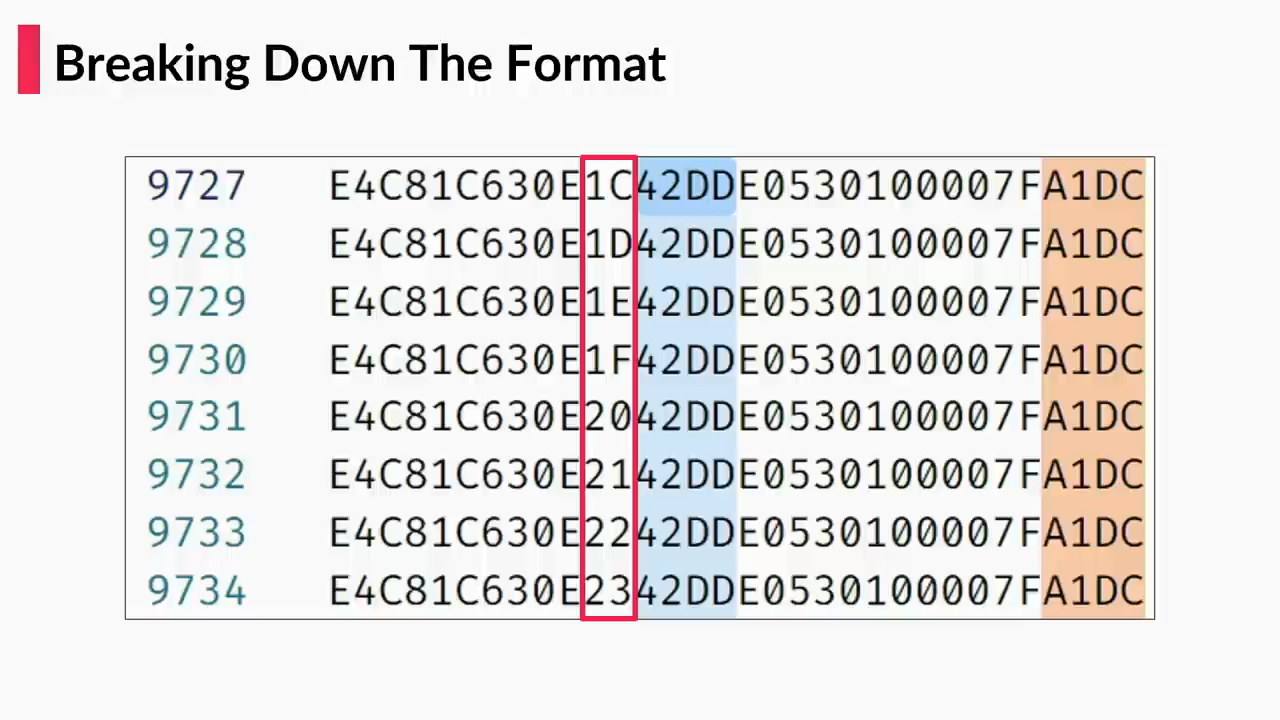 Breaking Down The Format
9727 E4C81C630E1C42DDE0530100007FA1DC
9728 E4C81C630E1D42DDE0530100007FA1DC
9729 E4C81C630E1E42DDE0530100007FA1DC
9730 E4C81C630E1F42DDE0530100007FA1DC
9731 E4C81C630E2042DDE0530100007FA1DC
9732 E4C81C630E2142DDE0530100007FA1DC
9733 E4C81C630E2242DDE0530100007FA1DC
9734 E4C81C630E2342DDE0530100007FA1DC